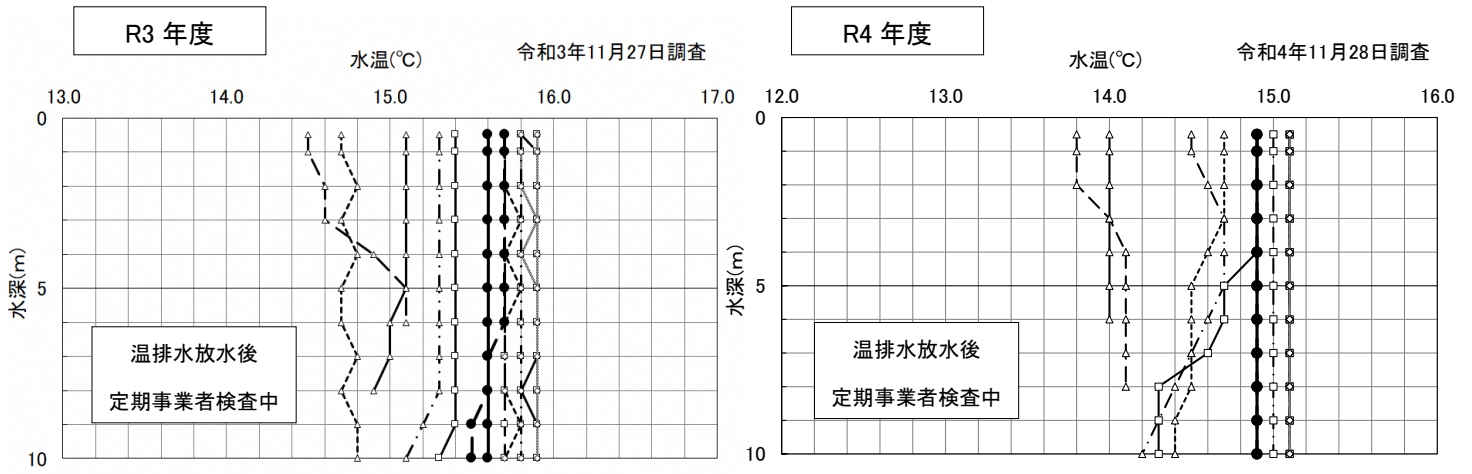 R3 年度
令和3年11月27日調査
水温(℃)
13.0 14.0 15.0 16.0 17.0
0
5
10
水深(m)
温排水放水後
定期事業者検査中
R4 年度
令和4年11月28日調査
水温(℃)
12.0 13.0 14.0 15.0 16.0
0
5
10
水深(m)
温排水放水後
定期事業者検査中